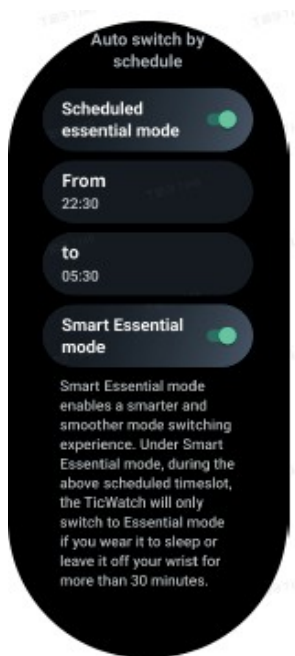 Auto switch by
schedule
Scheduled
essential mode
From
22:30
to
05:30
Smart Essential
mode
Smart Essential mode
enables a smarter and
smoother mode switching
experience. Under Smart
Essential mode, during the
above scheduled timeslot,
the TicWatch will only
switch to Essential mode
if you wear it to sleep or
leave it off your wrist for
more than 30 minutes.